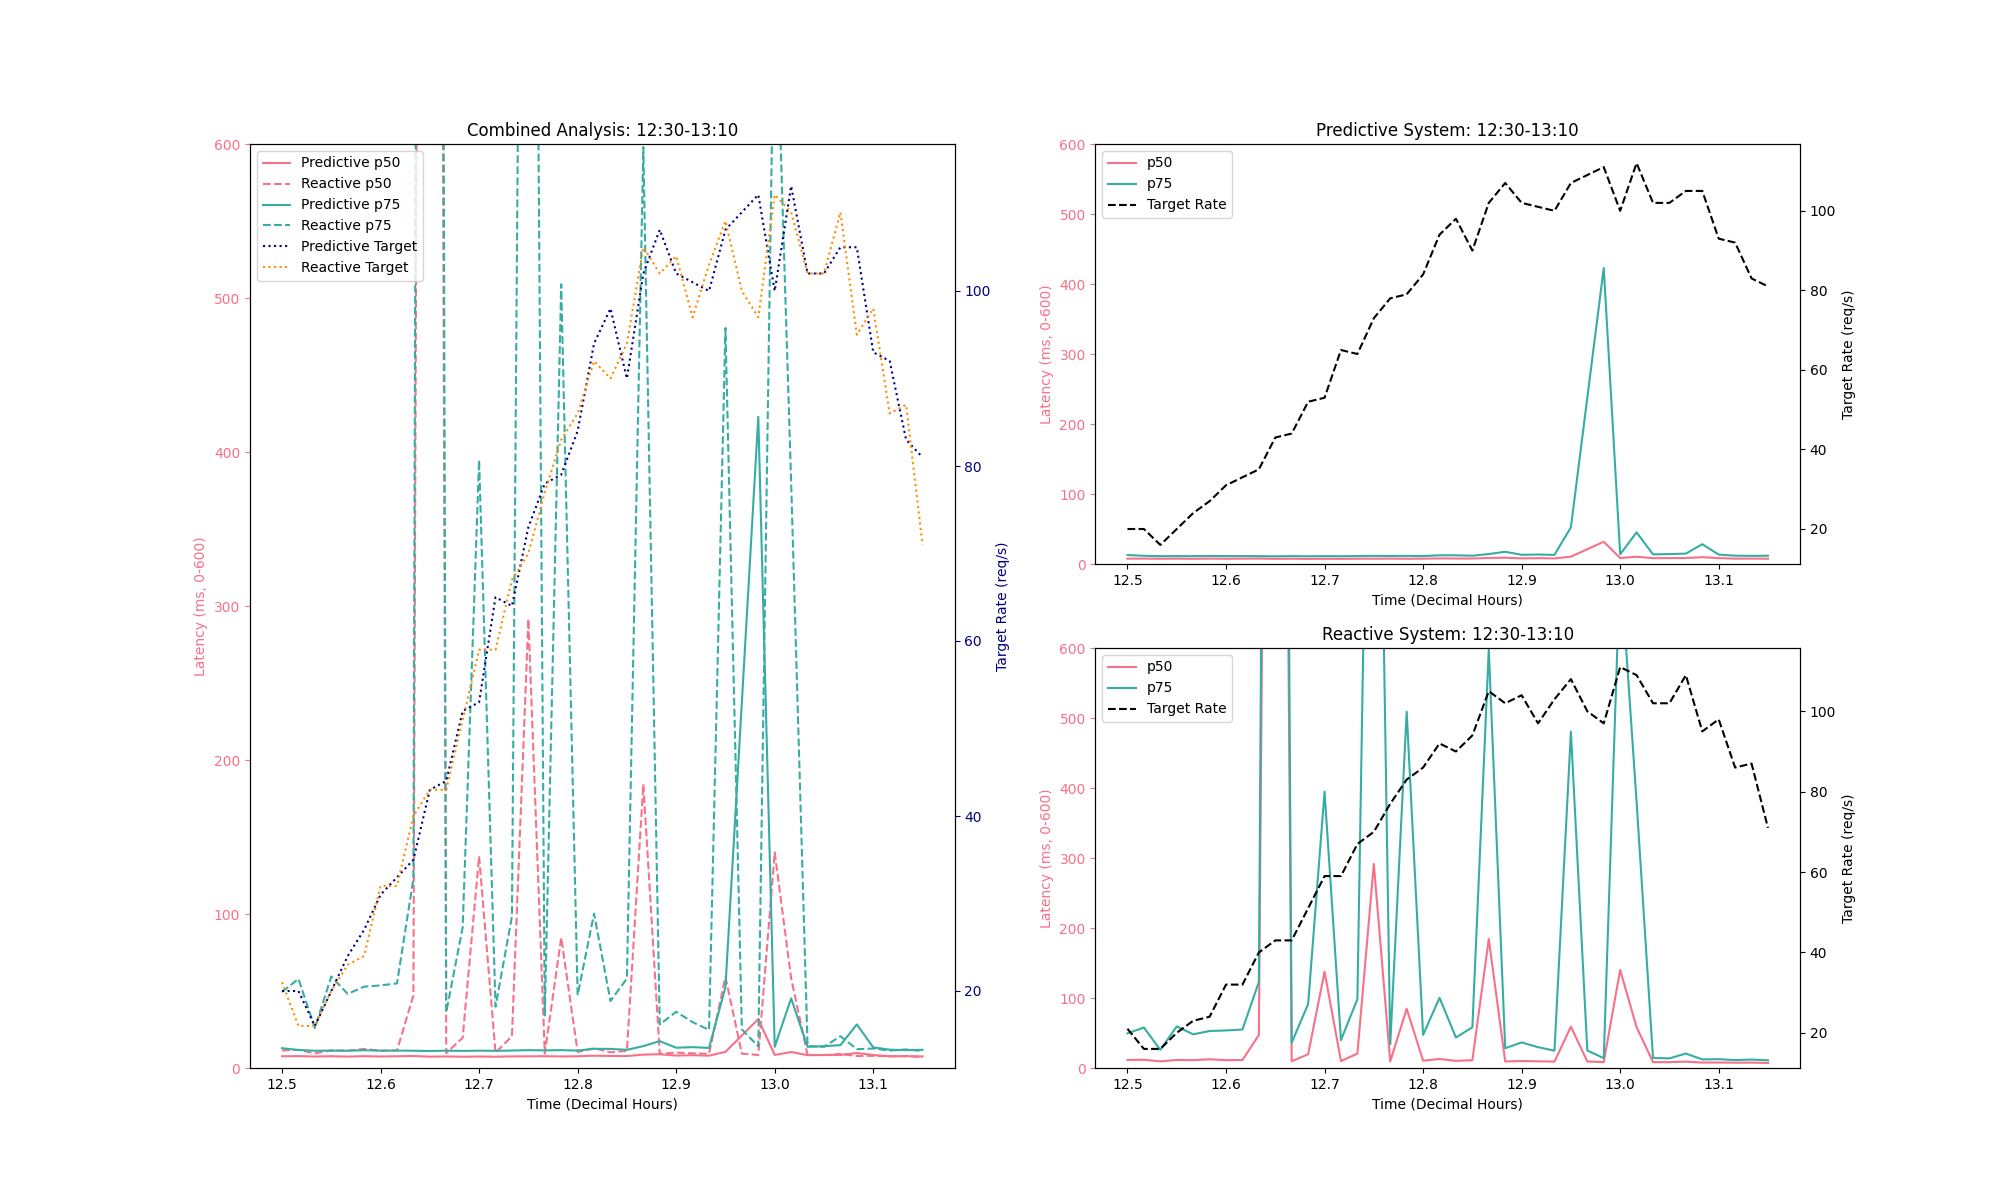 Combined Analysis: 12:30-13:10
600
500
400
300
200
100
0
Latency (ms, 0-600)
Predictive p50
Reactive p50
Predictive p75
Reactive p75
Predictive Target
Reactive Target
100
80
60
40
20
Target Rate (req/s)
12.5 12.6 12.7 12.8 12.9 13.0 13.1
Time (Decimal Hours)
Predictive System: 12:30-13:10
600
500
400
300
200
100
0
Latency (ms, 0-600)
p50
p75
Target Rate
100
80
60
40
20
Target Rate (req/s)
12.5 12.6 12.7 12.8 12.9 13.0 13.1
Time (Decimal Hours)
Reactive System: 12:30-13:10
600
500
400
300
200
100
0
Latency (ms, 0-600)
p50
p75
Target Rate
100
80
60
40
20
Target Rate (req/s)
12.5 12.6 12.7 12.8 12.9 13.0 13.1
Time (Decimal Hours)